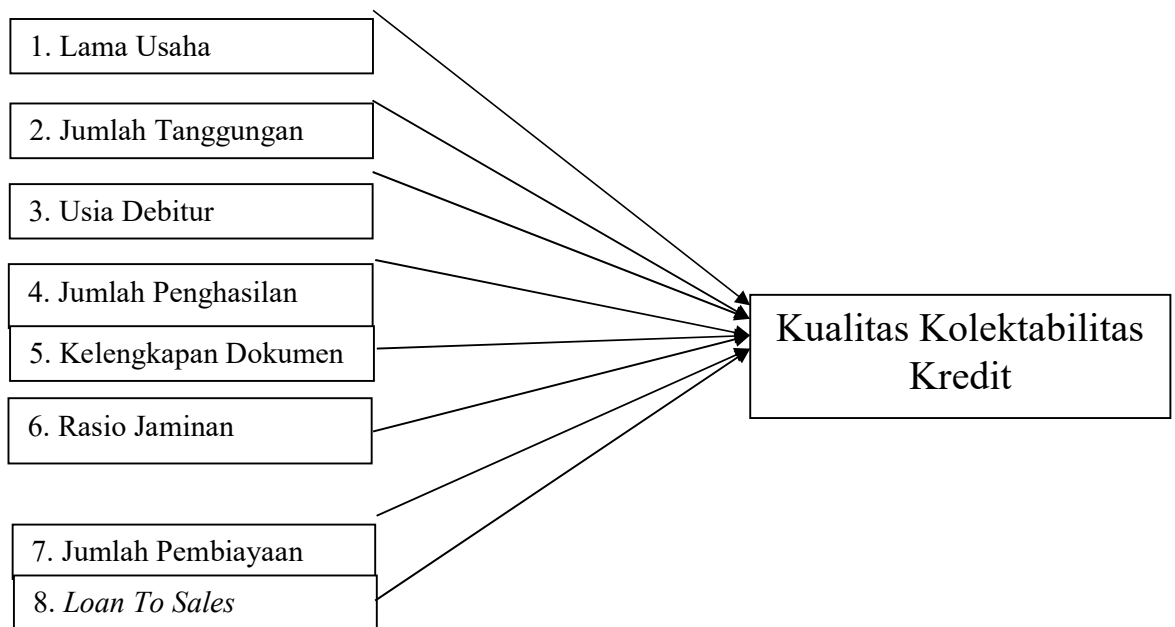 1. Lama Usaha
2. Jumlah Tanggungan
3. Usia Debitur
4. Jumlah Penghasilan
5. Kelengkapan Dokumen
6. Rasio Jaminan
7. Jumlah Pembiayaan
8. Loan To Sales
Kualitas Kolektabilitas
Kredit